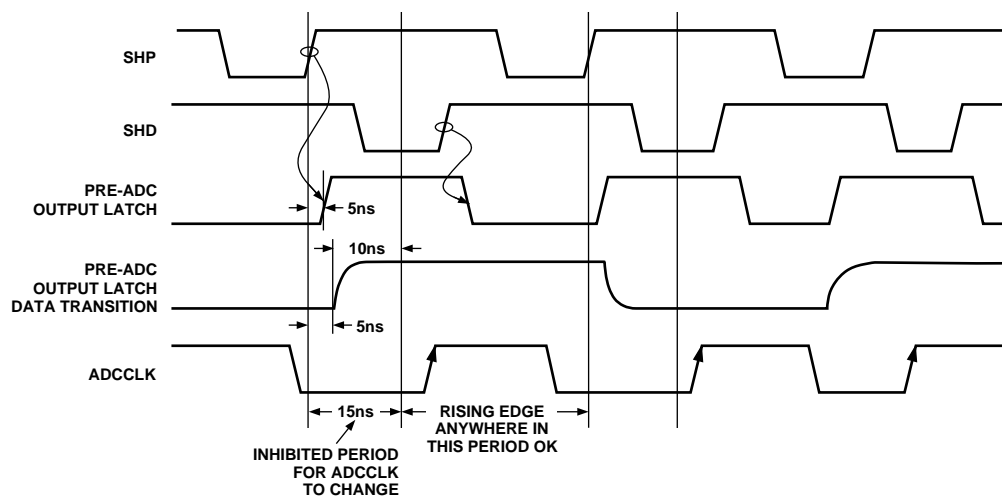 SHP
SHD
PRE-ADC
OUTPUT LATCH
5ns
10ns
PRE-ADC
OUTPUT LATCH
DATA TRANSITION
5ns
ADCCLK
15ns
RISING EDGE
ANYWHERE IN
THIS PERIOD OK
INHIBITED PERIOD
FOR ADCCLK
TO CHANGE